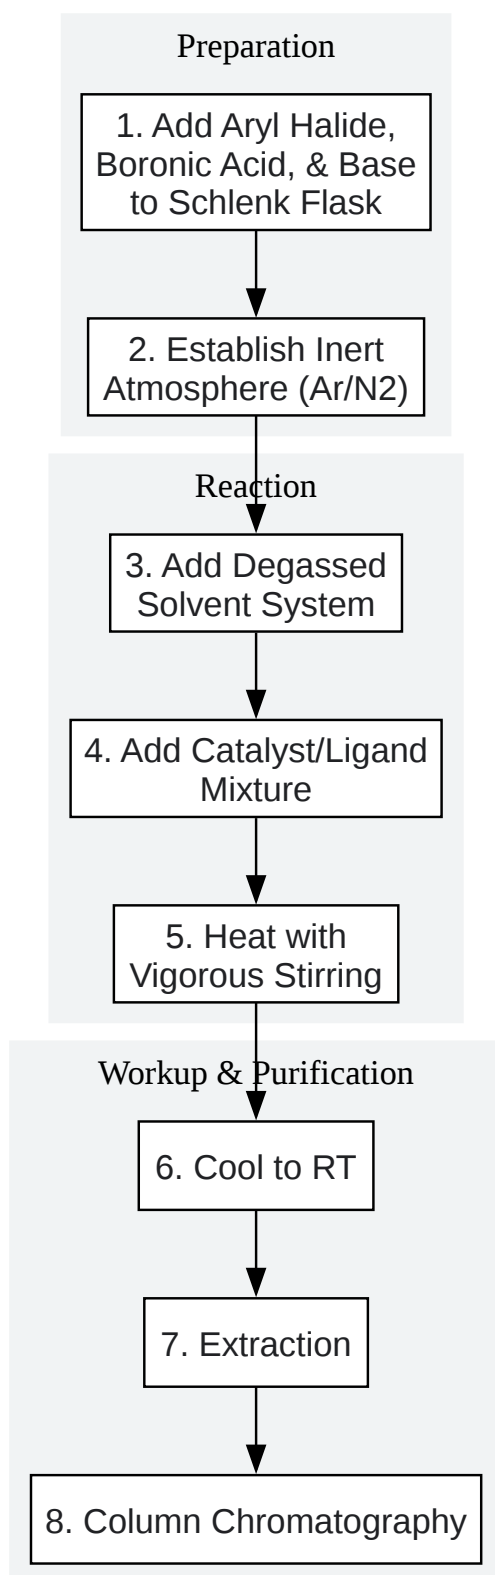 Preparation
1. Add Aryl Halide,
Boronic Acid, & Base
to Schlenk Flask
2. Establish Inert
Atmosphere (Ar/N2)
Reaction
3. Add Degassed
Solvent System
4. Add Catalyst/Ligand
Mixture
5. Heat with
Vigorous Stirring
Workup & Purification
6. Cool to RT
7. Extraction
8. Column Chromatography